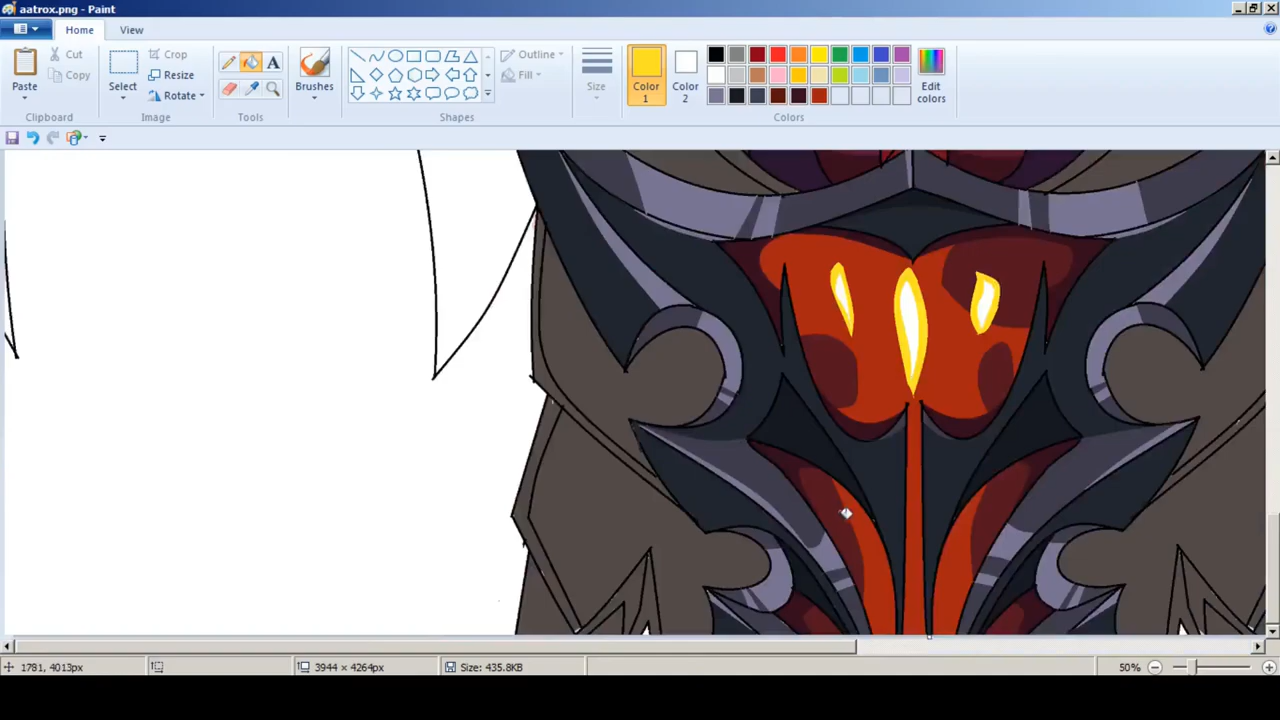 aatrox.png - Paint
Home View
Paste
Cut
Copy
Clipboard
Select
Crop
Resize
Rotate
Image
A
Tools
Brushes
Outline
Fill
Shapes
Size
Color
1
Color
2
Edit
colors
Colors
1781, 4013px
3944 × 4264px
Size: 435.8KB
50%